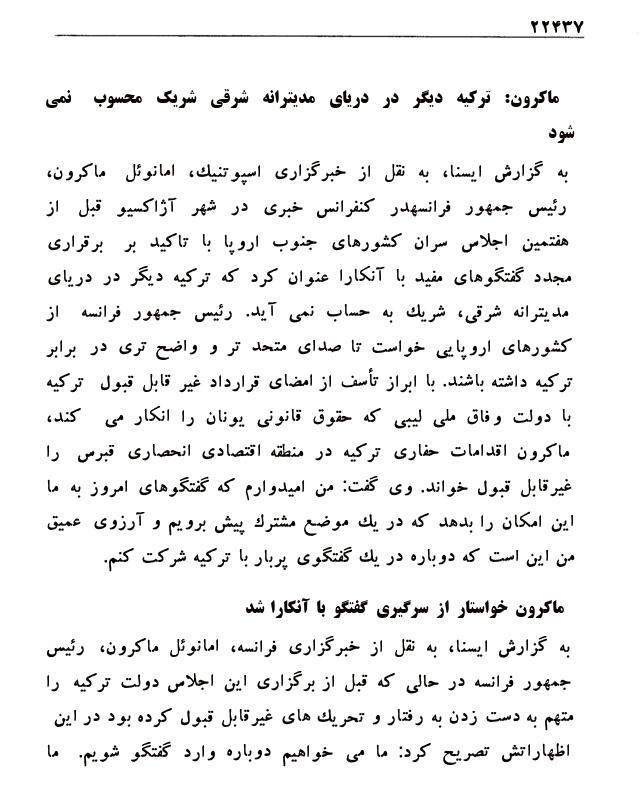 ۲۲۴۳۷
ماکرون: ترکیه دیگر در دریای مدیترانه شرقی شریک محسوب نمی
شود
به گزارش ایسنا، به نقل از خبرگزاری اسپوتنیك، امانوئل ماکرون،
رئیس جمهور فرانسهدر کنفرانس خبری در شهر آژاکسیو قبل از
هفتمین اجلاس سران کشورهای جنوب اروپا با تاکید بر برقراری
مجدد گفتگوهای مفید با آنکارا عنوان کرد که ترکیه دیگر در دریای
مدیترانه شرقی، شریك به حساب نمی آید. رئیس جمهور فرانسه از
کشورهای اروپایی خواست تا صدای متحد تر و واضح تری در برابر
ترکیه داشته باشند. با ابراز تأسف از امضای قرارداد غیر قابل قبول ترکیه
با دولت وفاق ملی لیبی که حقوق قانونی یونان را انکار می کند،
ماکرون اقدامات حفاری ترکیه در منطقه اقتصادی انحصاری قبرس را
غیرقابل قبول خواند. وی گفت: من امیدوارم که گفتگوهای امروز به ما
این امکان را بدهد که در یك موضع مشترك پیش برویم و آرزوی عمیق
من این است که دوباره در یك گفتگوی پربار با ترکیه شرکت کنم.
ماکرون خواستار از سرگیری گفتگو با آنکارا شد
به گزارش ایسنا، به نقل از خبرگزاری فرانسه، امانوئل ماکرون، رئیس
جمهور فرانسه در حالی که قبل از برگزاری این اجلاس دولت ترکیه را
متهم به دست زدن به رفتار و تحریك های غیرقابل قبول کرده بود در این
اظهاراتش تصریح کرد: ما می خواهیم دوباره وارد گفتگو شویم. ما